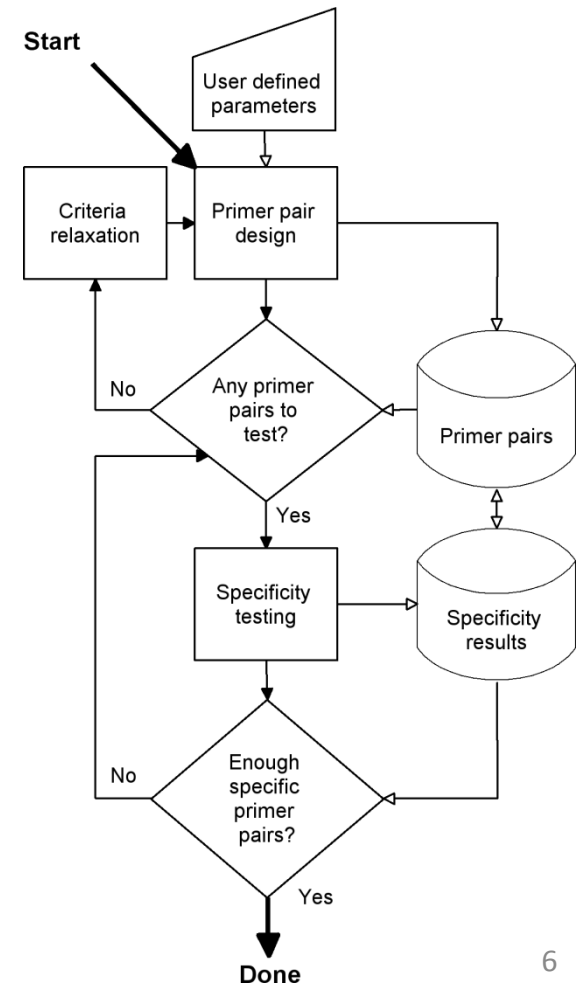 Start
User defined
parameters
Criteria
relaxation
Primer pair
design
No
Any primer
pairs to
test?
Primer pairs
Yes
Specificity
testing
Specificity
results
No
Enough
specific
primer
pairs?
Yes
Done
6